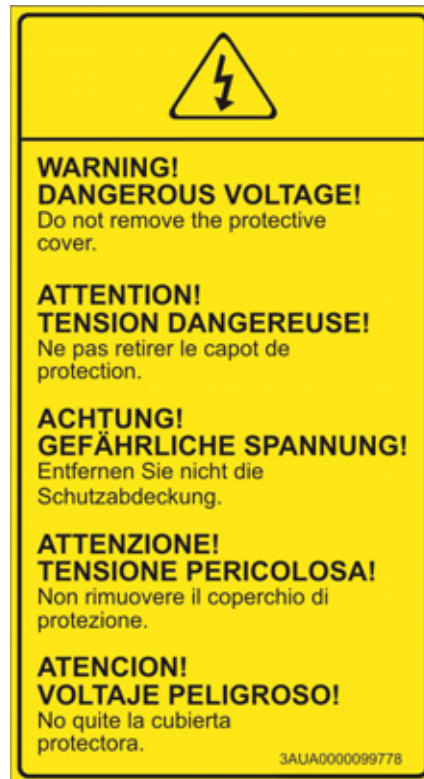 WARNING!
DANGEROUS VOLTAGE!
Do not remove the protective
cover.
ATTENTION!
TENSION DANGEREUSE!
Ne pas retirer le capot de
protection.
ACHTUNG!
GEFÄHRLICHE SPANNUNG!
Entfernen Sie nicht die
Schutzabdeckung.
ATTENZIONE!
TENSIONE PERICOLOSA!
Non rimuovere il coperchio di
protezione.
ATENCION!
VOLTAJE PELIGROSO!
No quite la cubierta
protectora.
3AUA0000099778